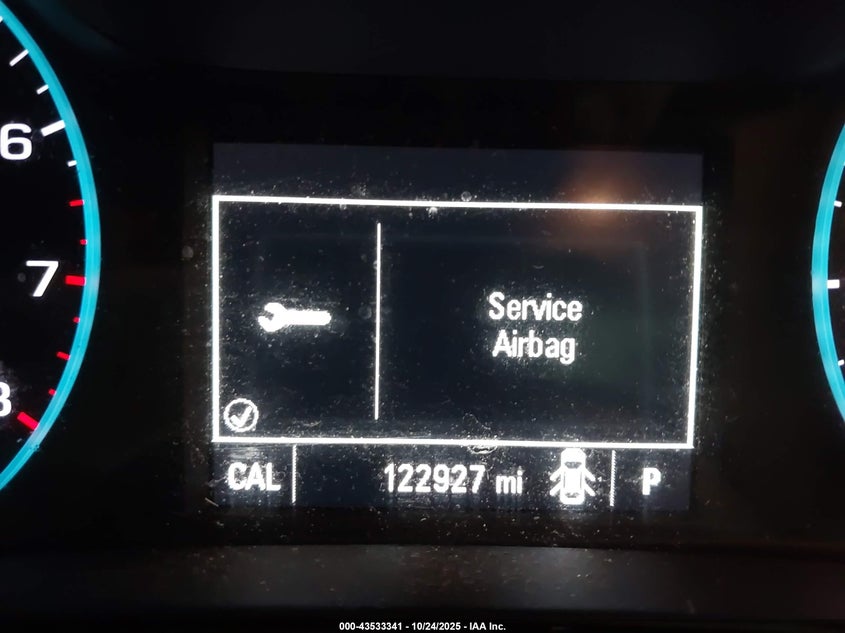 6
7
8
Service
Airbag
CAL
122927 mi
P
000-43533341 - 10/24/2025 - IAA Inc.